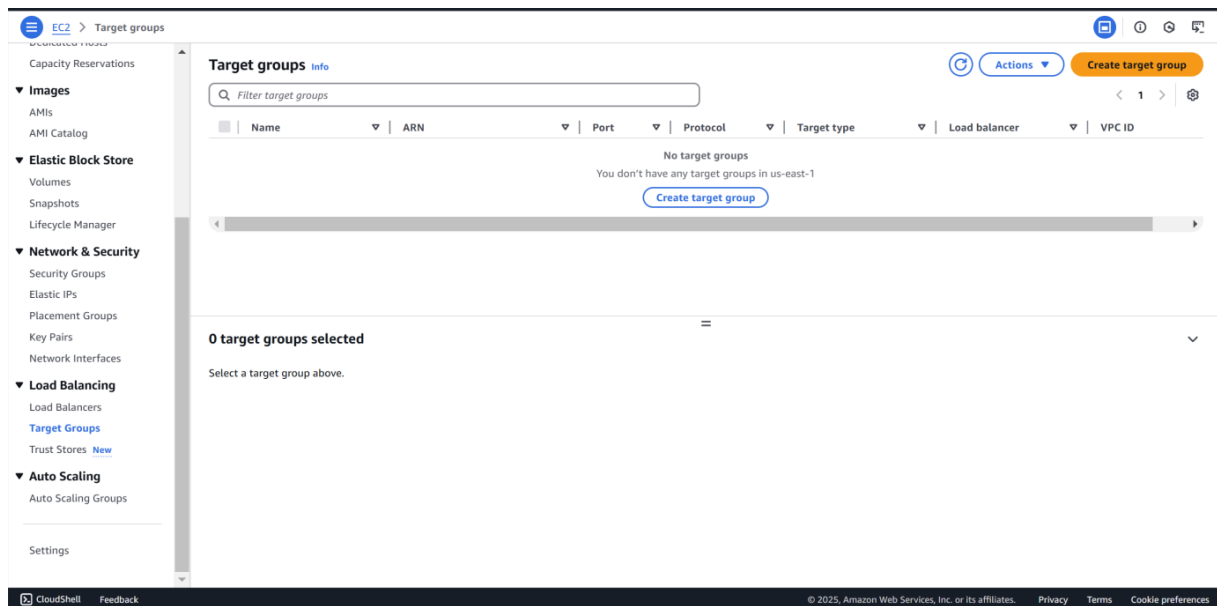 EC2 > Target groups
Dedicated Hosts
Capacity Reservations
Images
AMIs
AMI Catalog
Elastic Block Store
Volumes
Snapshots
Lifecycle Manager
Network & Security
Security Groups
Elastic IPs
Placement Groups
Key Pairs
Network Interfaces
Load Balancing
Load Balancers
Target Groups
Trust Stores New
Auto Scaling
Auto Scaling Groups
Settings
Target groups Info
Actions
Create target group
Filter target groups
1
Name ARN Port Protocol Target type Load balancer VPC ID
No target groups
You don't have any target groups in us-east-1
Create target group
0 target groups selected
Select a target group above.
CloudShell Feedback © 2025, Amazon Web Services, Inc. or its affiliates. Privacy Terms Cookie preferences